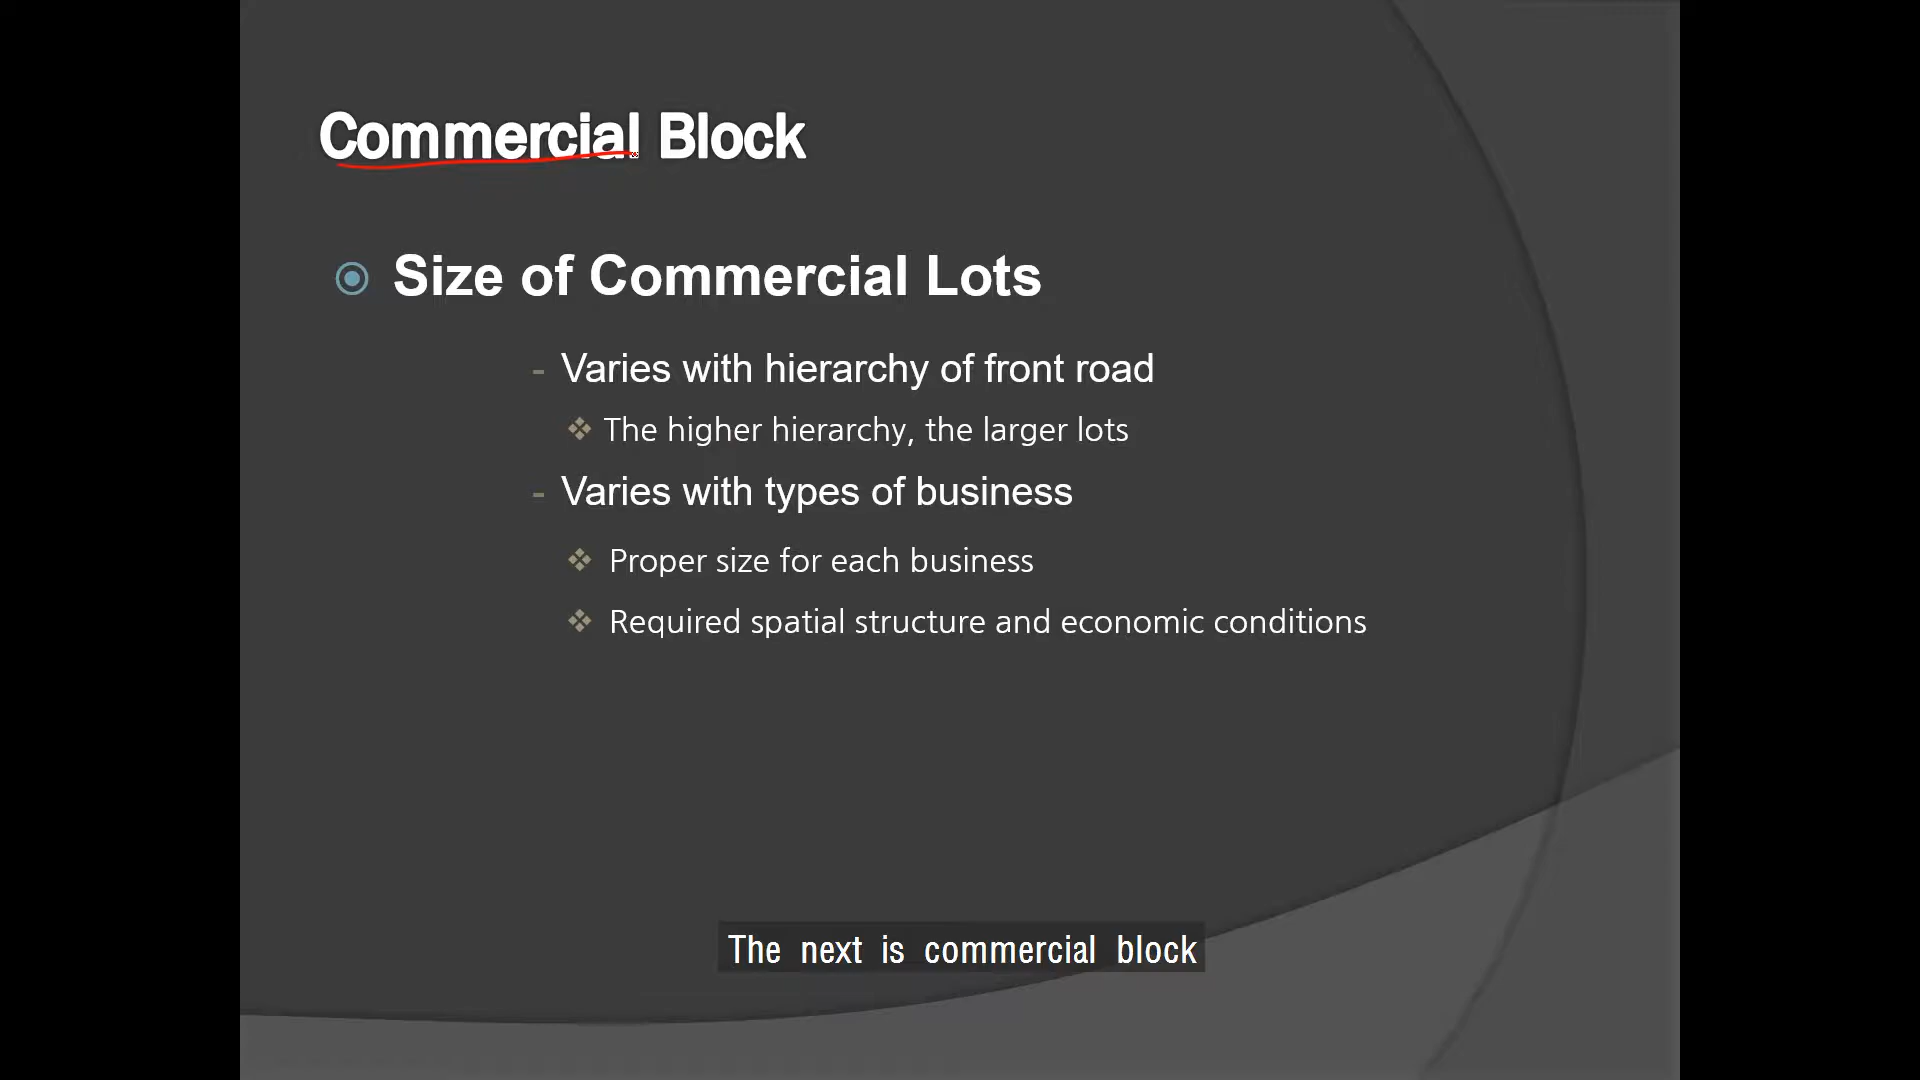 Commercial Block
Size of Commercial Lots
- Varies with hierarchy of front road
❖ The higher hierarchy, the larger lots
- Varies with types of business
❖ Proper size for each business
❖ Required spatial structure and economic conditions
The next is commercial block